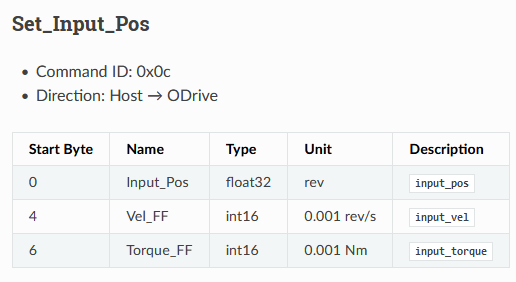 Set_Input_Pos
• Command ID: 0x0c
• Direction: Host → ODrive
Start Byte Name Type Unit Description
0 Input_Pos float32 rev input_pos
4 Vel_FF int16 0.001 rev/s input_vel
6 Torque_FF int16 0.001 Nm input_torque